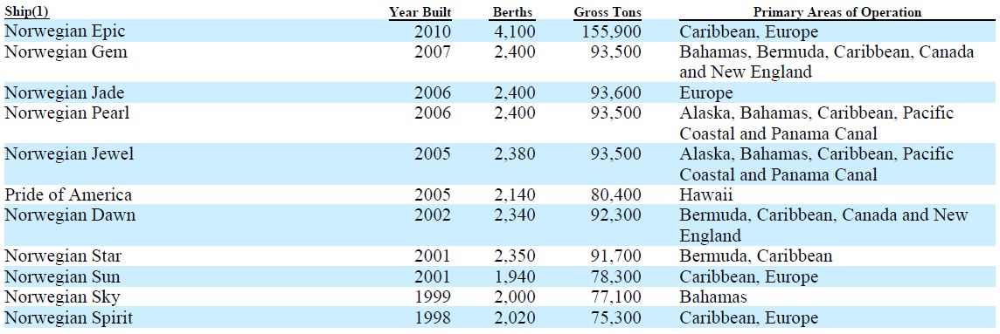 Ship(1) Year Built Berths Gross Tons Primary Areas of Operation
Norwegian Epic 2010 4,100 155,900 Caribbean, Europe
Norwegian Gem 2007 2,400 93,500 Bahamas, Bermuda, Caribbean, Canada
and New England
Norwegian Jade 2006 2,400 93,600 Europe
Norwegian Pearl 2006 2,400 93,500 Alaska, Bahamas, Caribbean, Pacific
Coastal and Panama Canal
Norwegian Jewel 2005 2,380 93,500 Alaska, Bahamas, Caribbean, Pacific
Coastal and Panama Canal
Pride of America 2005 2,140 80,400 Hawaii
Norwegian Dawn 2002 2,340 92,300 Bermuda, Caribbean, Canada and New
England
Norwegian Star 2001 2,350 91,700 Bermuda, Caribbean
Norwegian Sun 2001 1,940 78,300 Caribbean, Europe
Norwegian Sky 1999 2,000 77,100 Bahamas
Norwegian Spirit 1998 2,020 75,300 Caribbean, Europe